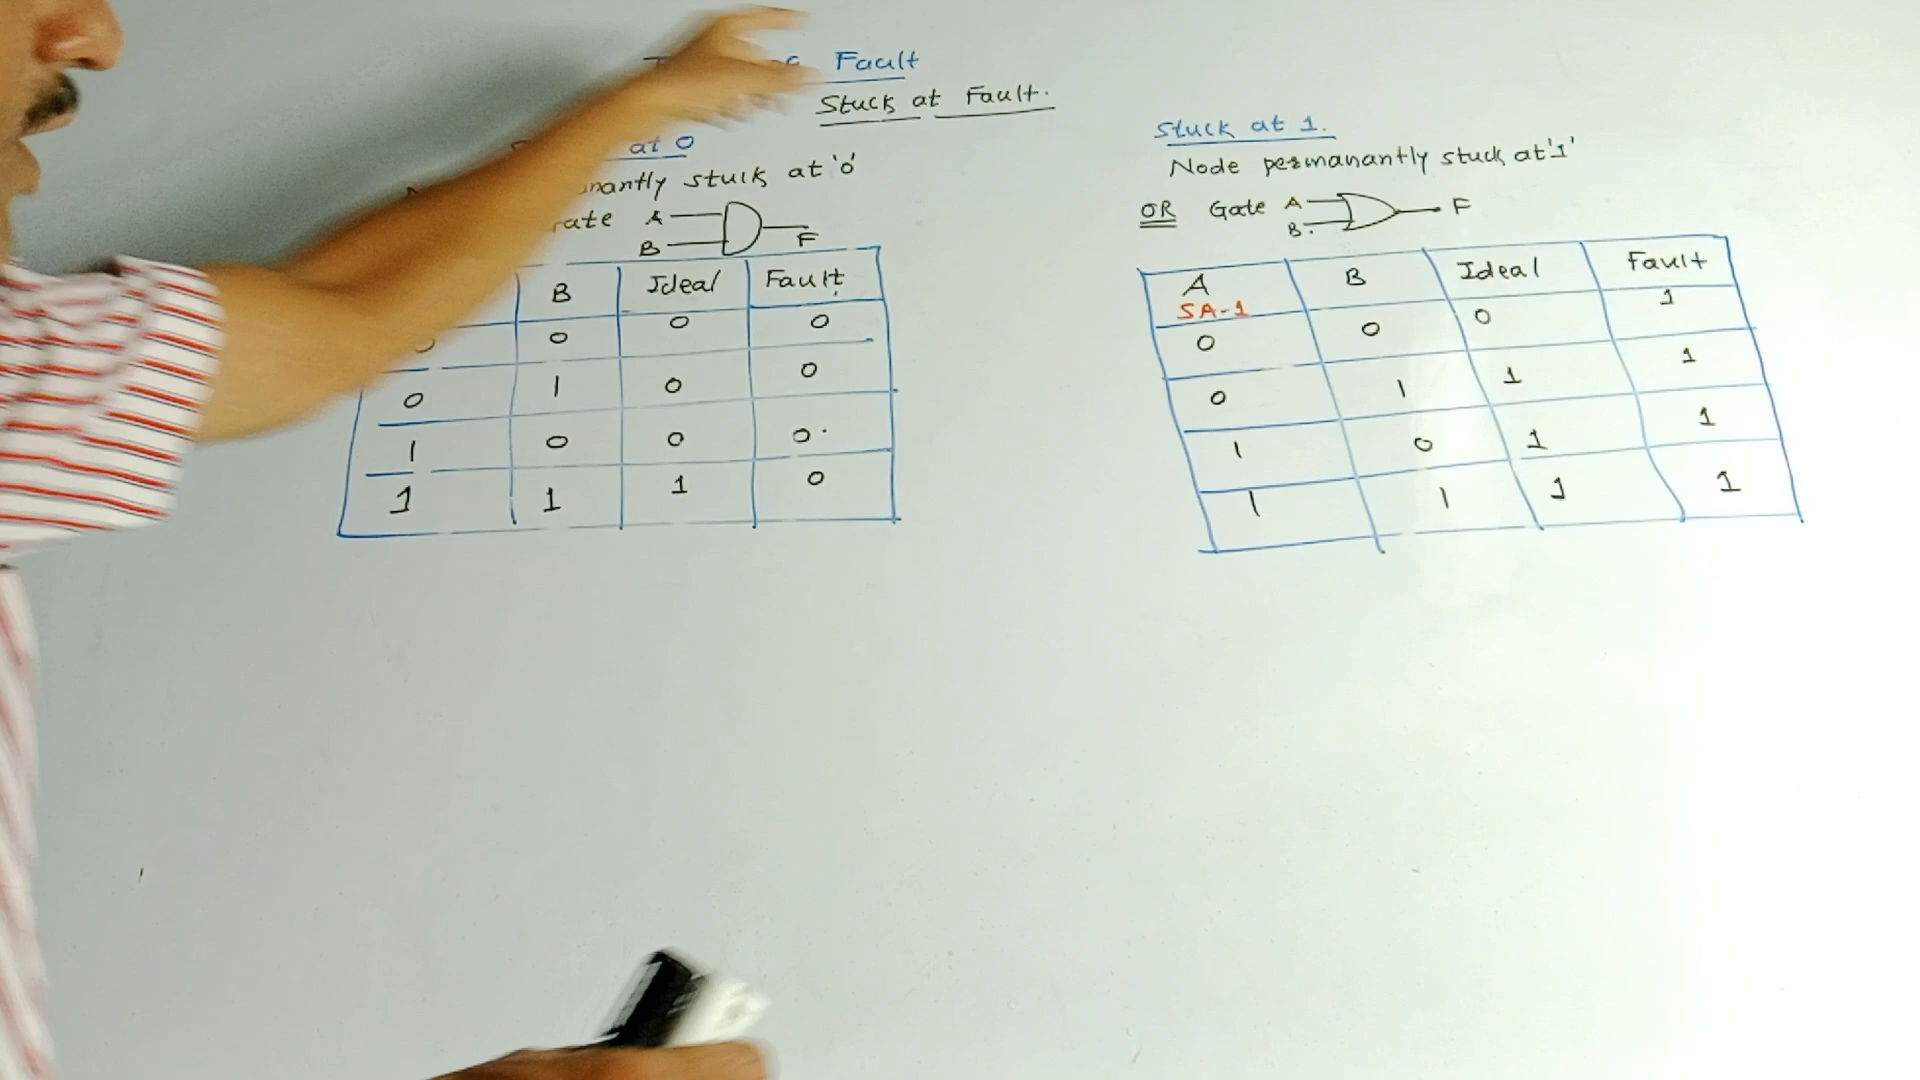 Fault
Stuck at Fault.
at 0
stuck at '0'
A
B
F
B Ideal Fault
0 0 0
0 1 0 0
1 0 0 0
1 1 1 0
Stuck at 1.
Node permanantly stuck at '1'
OR Gate A
B.
F
A B Ideal Fault
SA-1
0 0 0 1
0 1 1 1
1 0 1 1
1 1 1 1